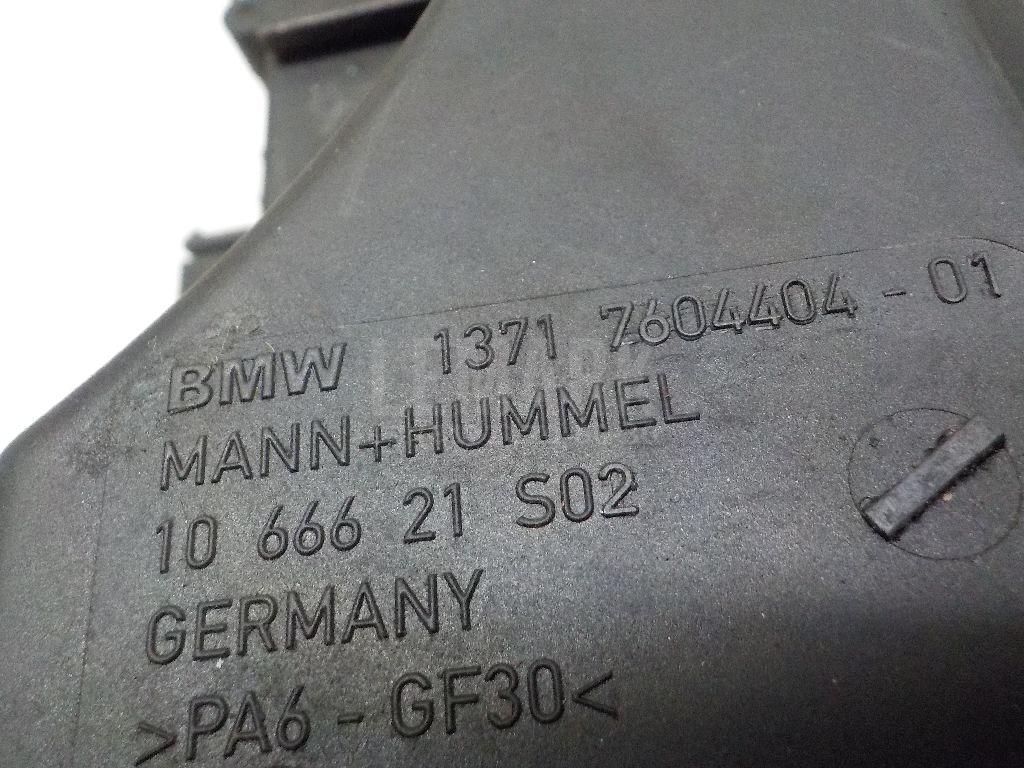 BMW 1371 7604404-01
MANN+HUMMEL
10 666 21 S02
GERMANY
>PA6-GF30<